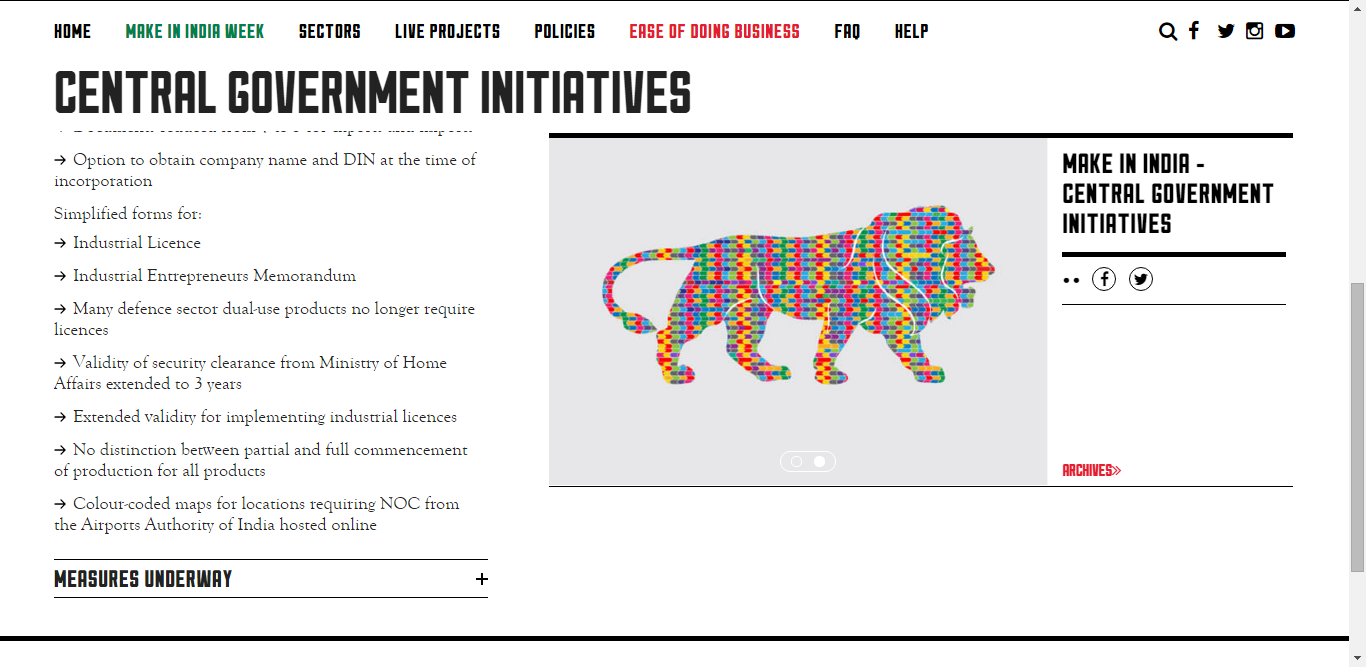 HOME MAKE IN INDIA WEEK SECTORS LIVE PROJECTS POLICIES EASE OF DOING BUSINESS FAQ HELP
CENTRAL GOVERNMENT INITIATIVES
→ Option to obtain company name and DIN at the time of
incorporation
Simplified forms for:
→ Industrial Licence
→ Industrial Entrepreneurs Memorandum
→ Many defence sector dual-use products no longer require
licences
→ Validity of security clearance from Ministry of Home
Affairs extended to 3 years
→ Extended validity for implementing industrial licences
→ No distinction between partial and full commencement
of production for all products
→ Colour-coded maps for locations requiring NOC from
the Airports Authority of India hosted online
MEASURES UNDERWAY +
MAKE IN INDIA -
CENTRAL GOVERNMENT
INITIATIVES
ARCHIVES»